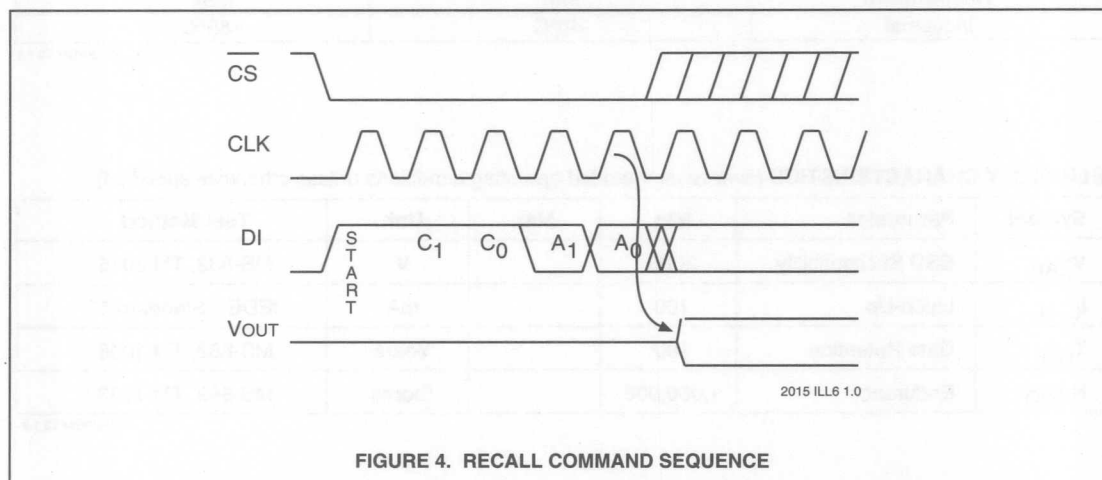 CS
CLK
DI
START
C1
C0
A1
A0
VOUT
2015 ILL6 1.0
FIGURE 4. RECALL COMMAND SEQUENCE